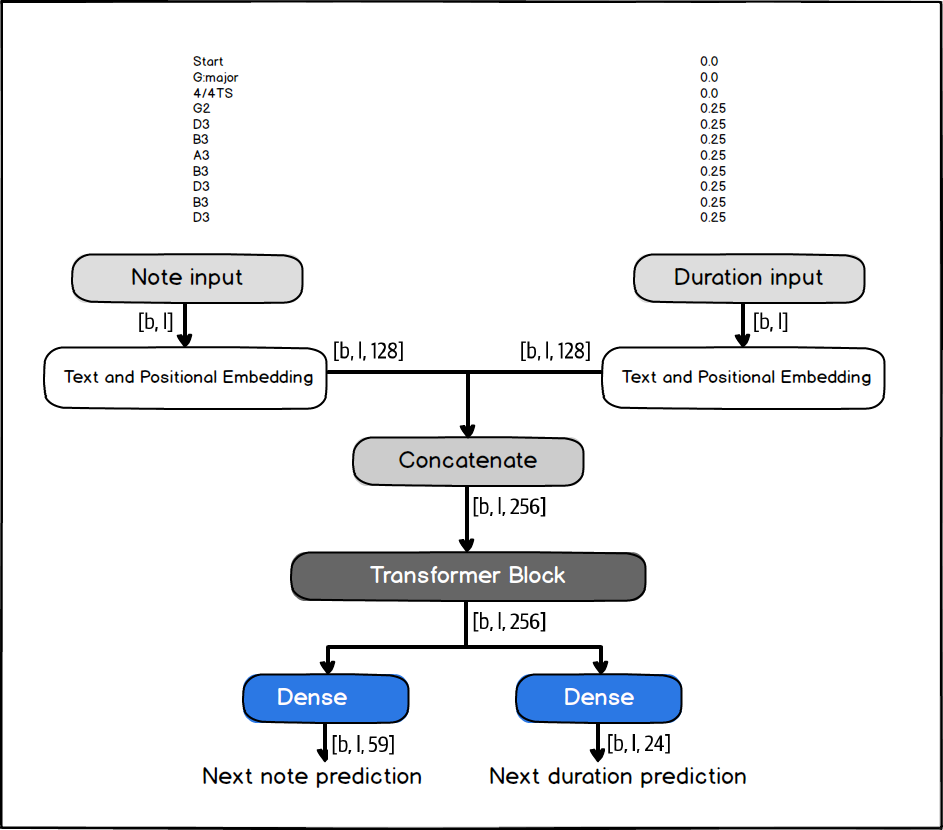 Start 0.0
G:major 0.0
4/4TS 0.0
G2 0.25
D3 0.25
B3 0.25
A3 0.25
B3 0.25
D3 0.25
B3 0.25
D3 0.25
Note input Duration input
[b, l] [b, l]
[b, l, 128] [b, l, 128]
Text and Positional Embedding Text and Positional Embedding
Concatenate
[b, l, 256]
Transformer Block
[b, l, 256]
Dense Dense
[b, l, 59] [b, l, 24]
Next note prediction Next duration prediction